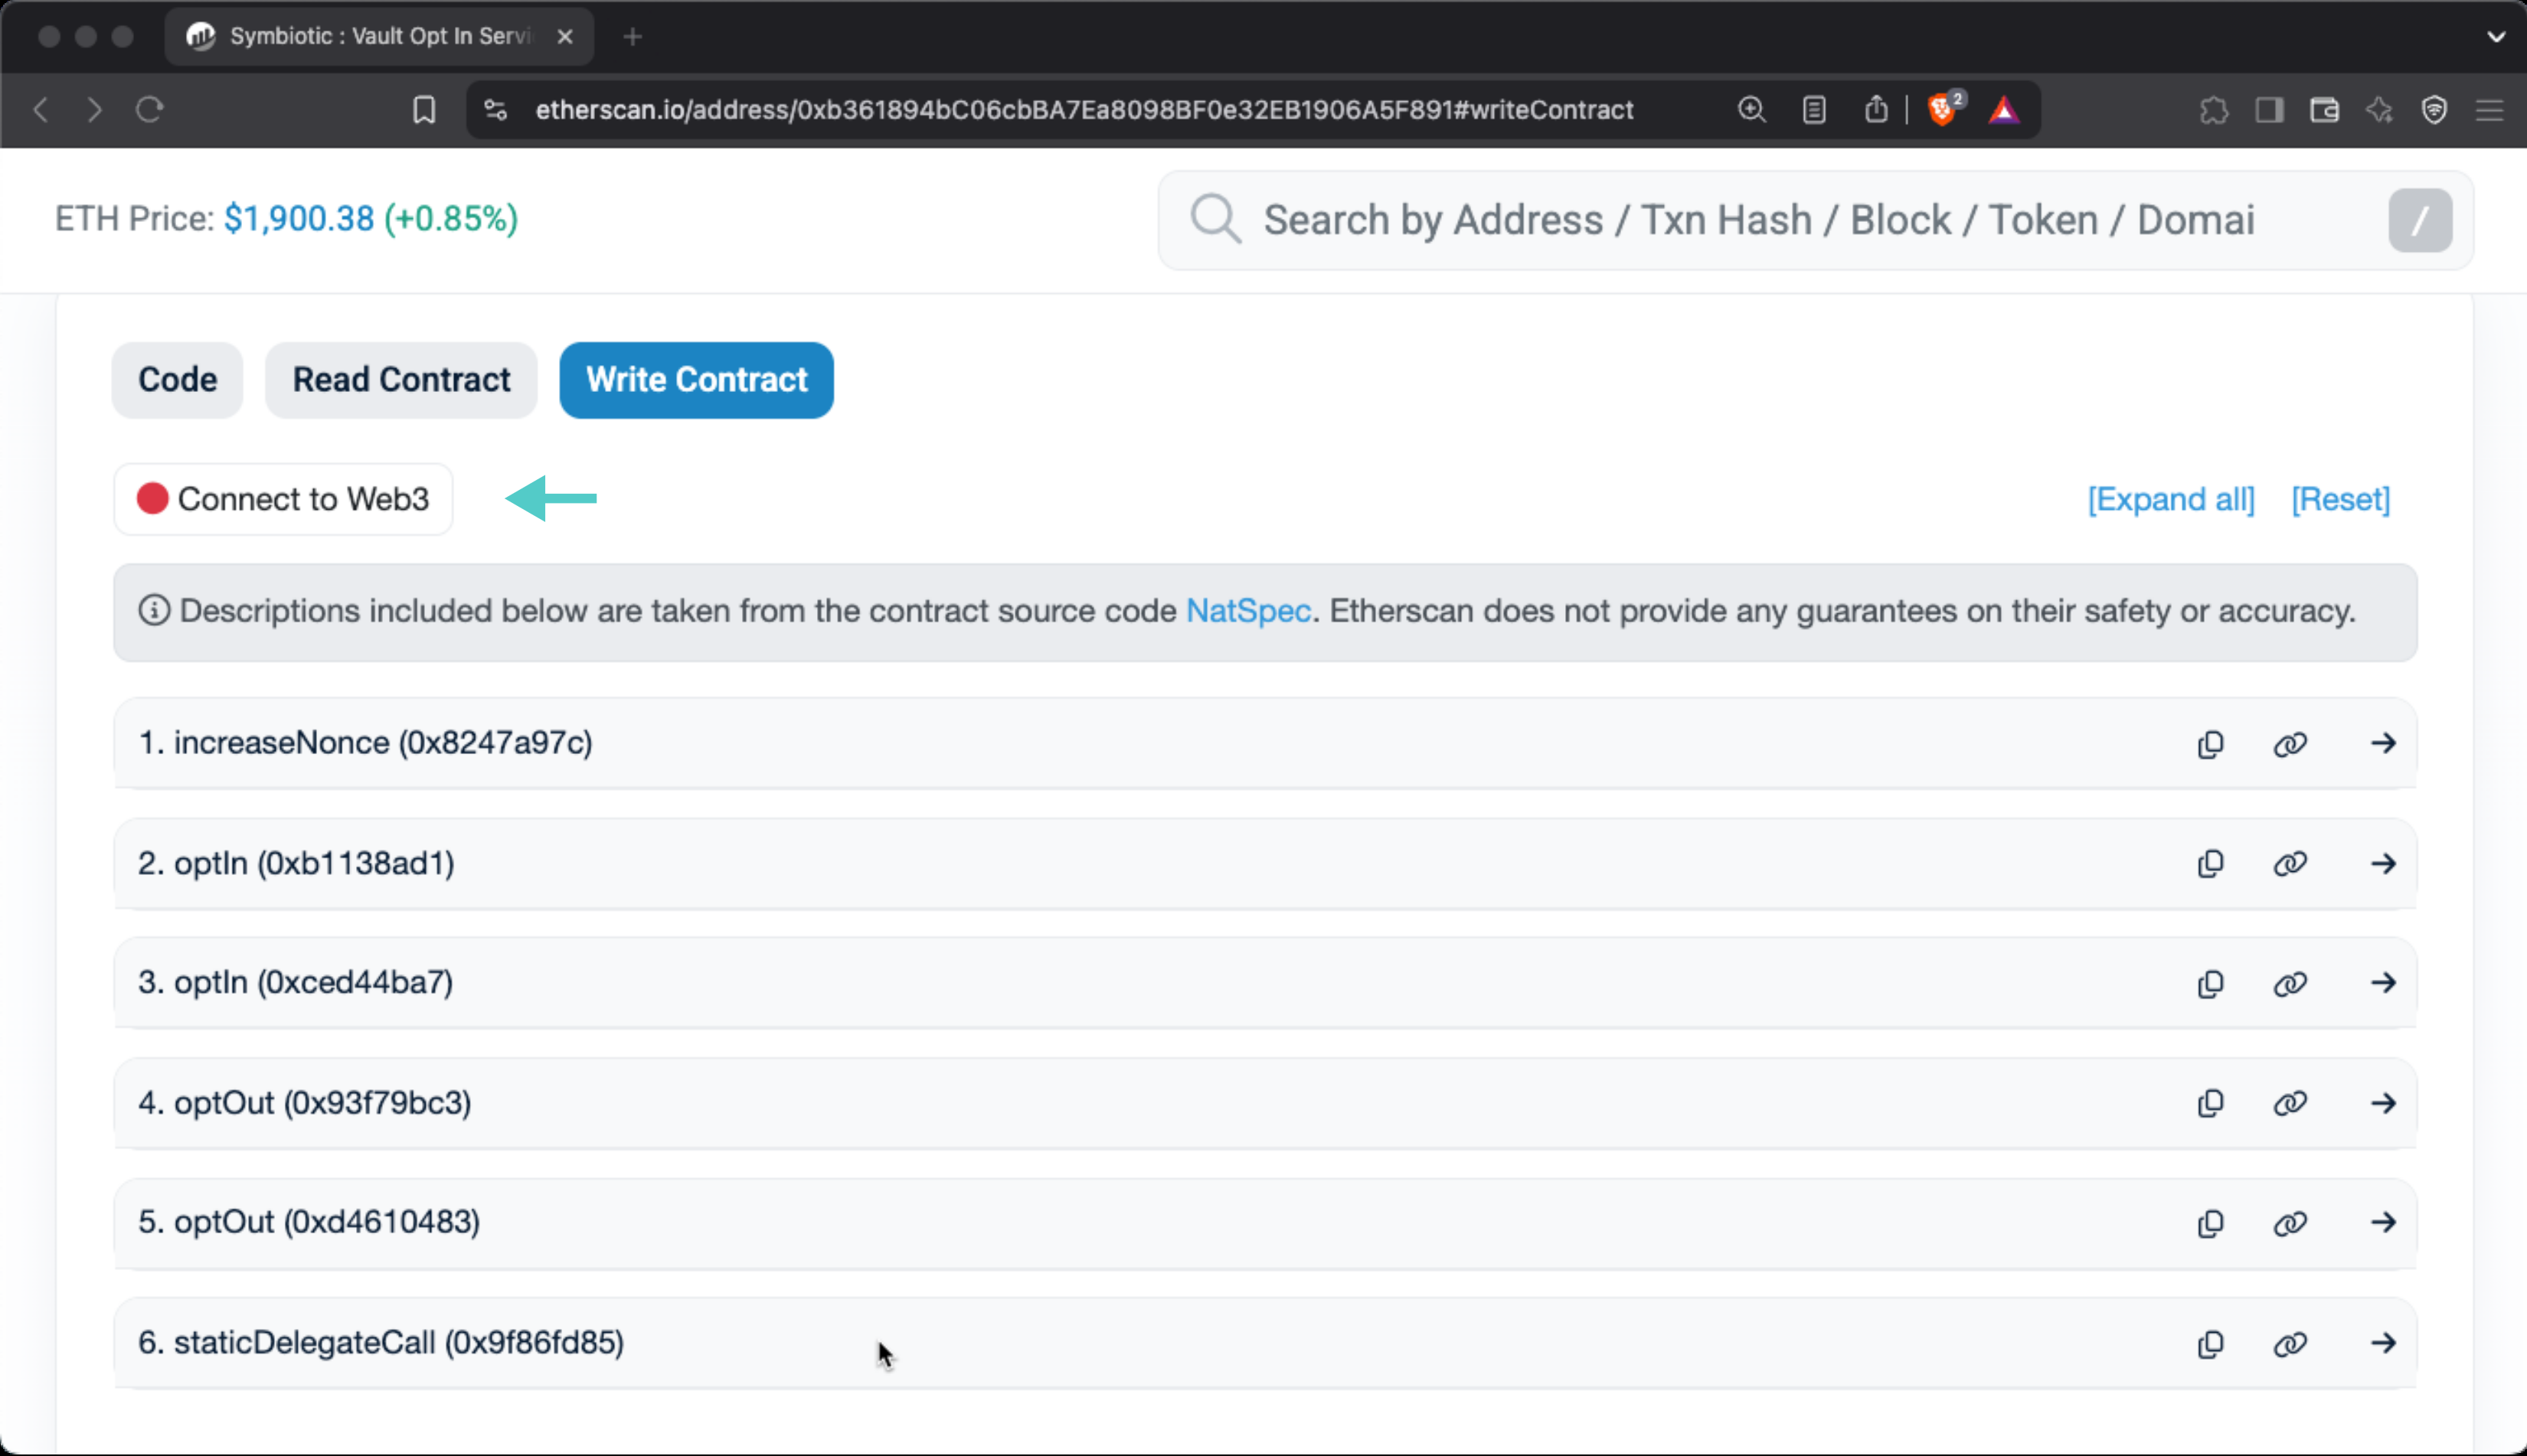 Symbiotic : Vault Opt In Servi
etherscan.io/address/0xb361894bC06cbBA7Ea8098BF0e32EB1906A5F891#writeContract
2
ETH Price: $1,900.38 (+0.85%)
Search by Address / Txn Hash / Block / Token / Domai
/
Code
Read Contract
Write Contract
Connect to Web3
[Expand all]
[Reset]
Descriptions included below are taken from the contract source code NatSpec. Etherscan does not provide any guarantees on their safety or accuracy.
1. increaseNonce (0x8247a97c)
2. optIn (0xb1138ad1)
3. optIn (0xced44ba7)
4. optOut (0x93f79bc3)
5. optOut (0xd4610483)
6. staticDelegateCall (0x9f86fd85)